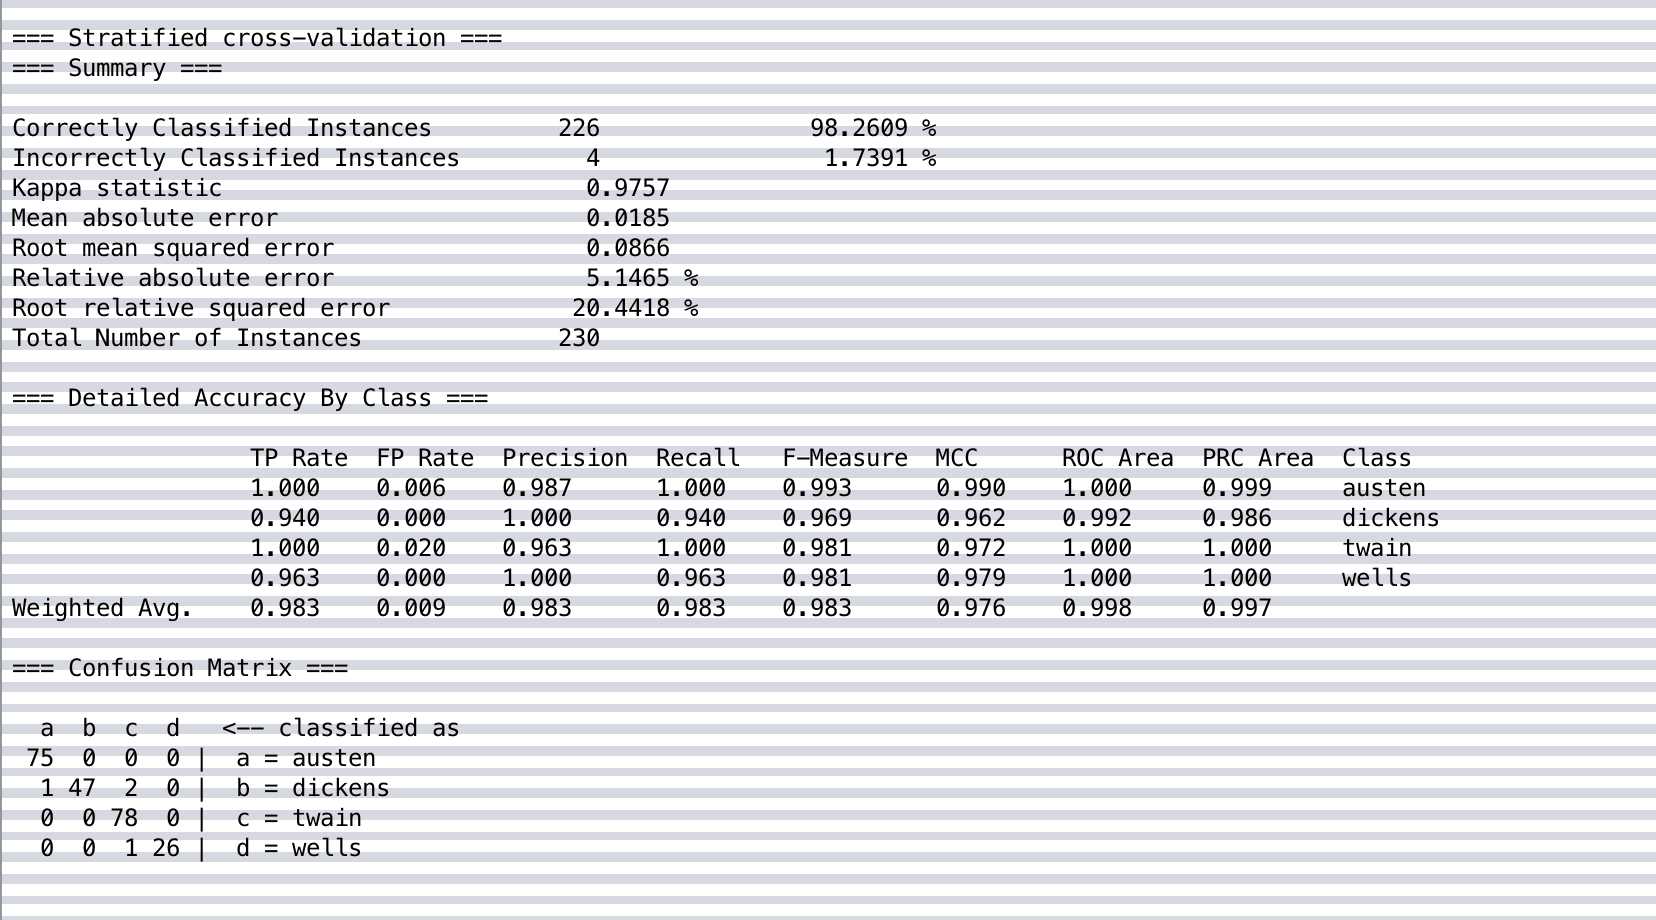 === Stratified cross-validation ===
=== Summary ===
Correctly Classified Instances         226               98.2609 %
Incorrectly Classified Instances         4                1.7391 %
Kappa statistic                          0.9757
Mean absolute error                      0.0185
Root mean squared error                  0.0866
Relative absolute error                  5.1465 %
Root relative squared error             20.4418 %
Total Number of Instances              230
=== Detailed Accuracy By Class ===
                 TP Rate  FP Rate  Precision  Recall   F-Measure  MCC      ROC Area  PRC Area  Class
                 1.000    0.006    0.987      1.000    0.993      0.990    1.000     0.999     austen
                 0.940    0.000    1.000      0.940    0.969      0.962    0.992     0.986     dickens
                 1.000    0.020    0.963      1.000    0.981      0.972    1.000     1.000     twain
                 0.963    0.000    1.000      0.963    0.981      0.979    1.000     1.000     wells
Weighted Avg.    0.983    0.009    0.983      0.983    0.983      0.976    0.998     0.997
=== Confusion Matrix ===
  a  b  c  d   <-- classified as
 75  0  0  0 |  a = austen
  1 47  2  0 |  b = dickens
  0  0 78  0 |  c = twain
  0  0  1 26 |  d = wells